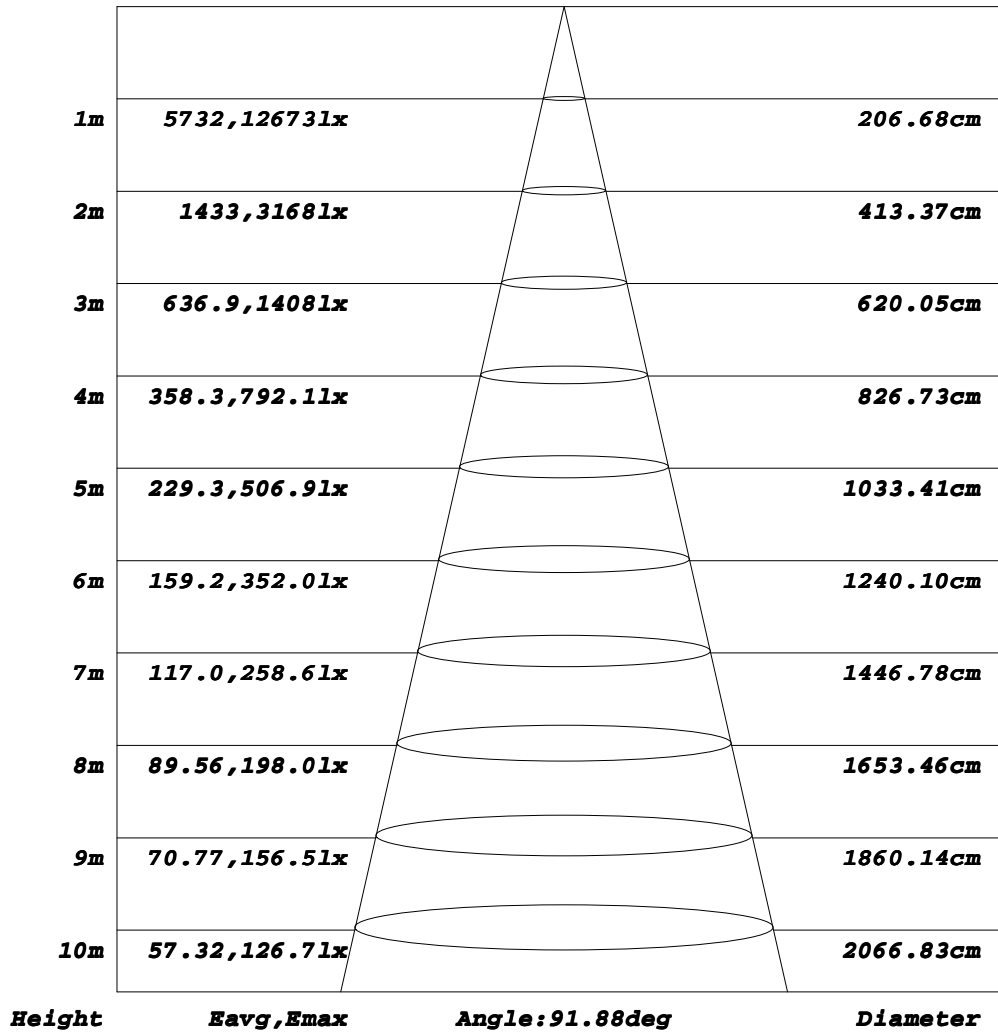 1m 5732,12673lx 206.68cm
2m 1433,3168lx 413.37cm
3m 636.9,1408lx 620.05cm
4m 358.3,792.1lx 826.73cm
5m 229.3,506.9lx 1033.41cm
6m 159.2,352.0lx 1240.10cm
7m 117.0,258.6lx 1446.78cm
8m 89.56,198.0lx 1653.46cm
9m 70.77,156.5lx 1860.14cm
10m 57.32,126.7lx 2066.83cm
Height Eavg,Emax Angle:91.88deg Diameter